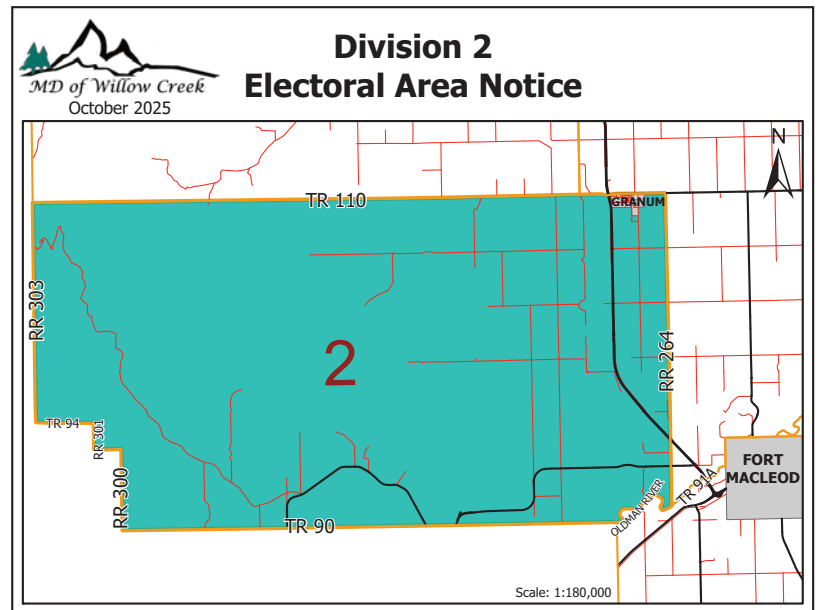 Division 2
Electoral Area Notice
MD of Willow Creek
October 2025
N
TR 110
GRANUM
RR 303
RR 264
2
TR 94
RR 301
RR 300
FORT
MACLEOD
TR 91A
OLDMAN RIVER
TR 90
Scale: 1:180,000